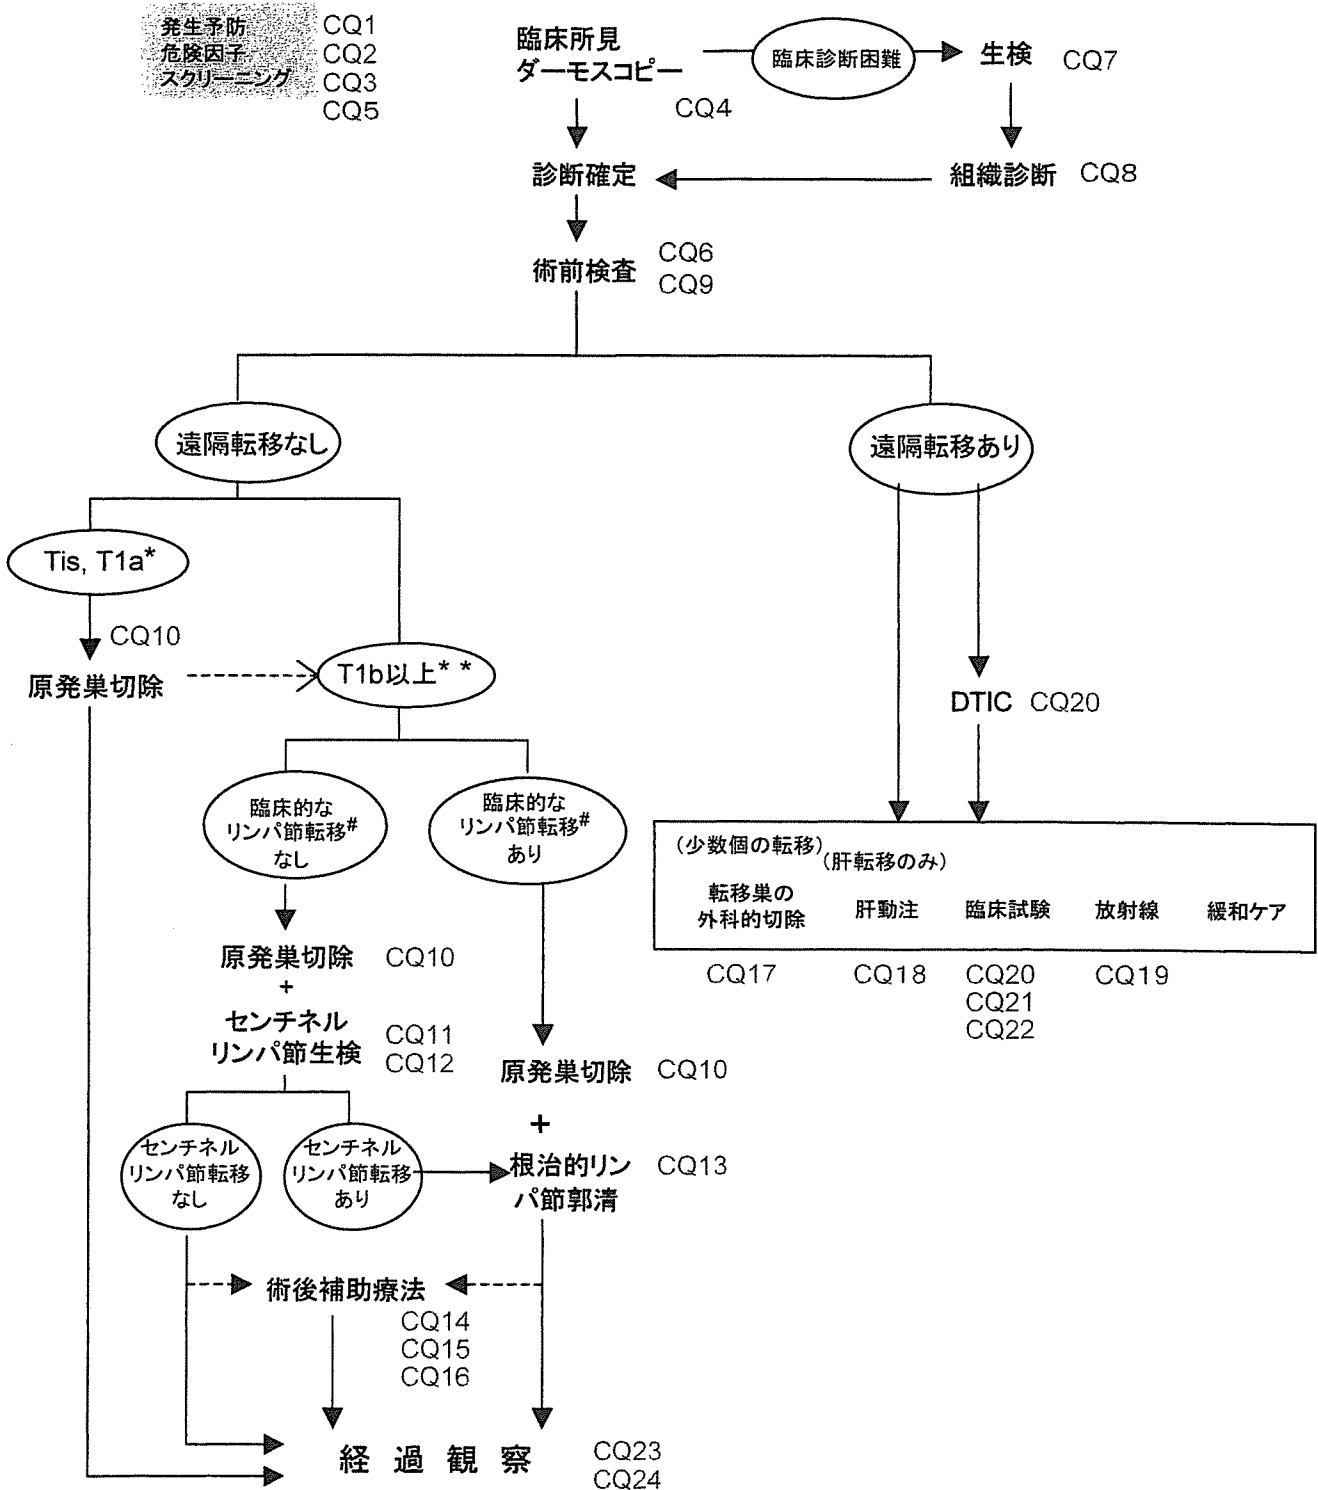 発生予防
危険因子
スクリーニング
CQ1
CQ2
CQ3
CQ5
臨床所見
ダーモスコピー
CQ4
臨床診断困難
生検
CQ7
診断確定
組織診断
CQ8
術前検査
CQ6
CQ9
遠隔転移なし
遠隔転移あり
Tis, T1a*
CQ10
原発巣切除
T1b以上* *
DTIC
CQ20
臨床的な
リンパ節転移#
なし
臨床的な
リンパ節転移#
あり
(少数個の転移)
(肝転移のみ)
転移巣の
外科的切除
肝動注
臨床試験
放射線
緩和ケア
CQ17
CQ18
CQ20
CQ21
CQ22
CQ19
原発巣切除
CQ10
+
センチネル
リンパ節生検
CQ11
CQ12
原発巣切除
CQ10
+
根治的リン
パ節郭清
CQ13
センチネル
リンパ節転移
なし
センチネル
リンパ節転移
あり
術後補助療法
CQ14
CQ15
CQ16
経過観察
CQ23
CQ24